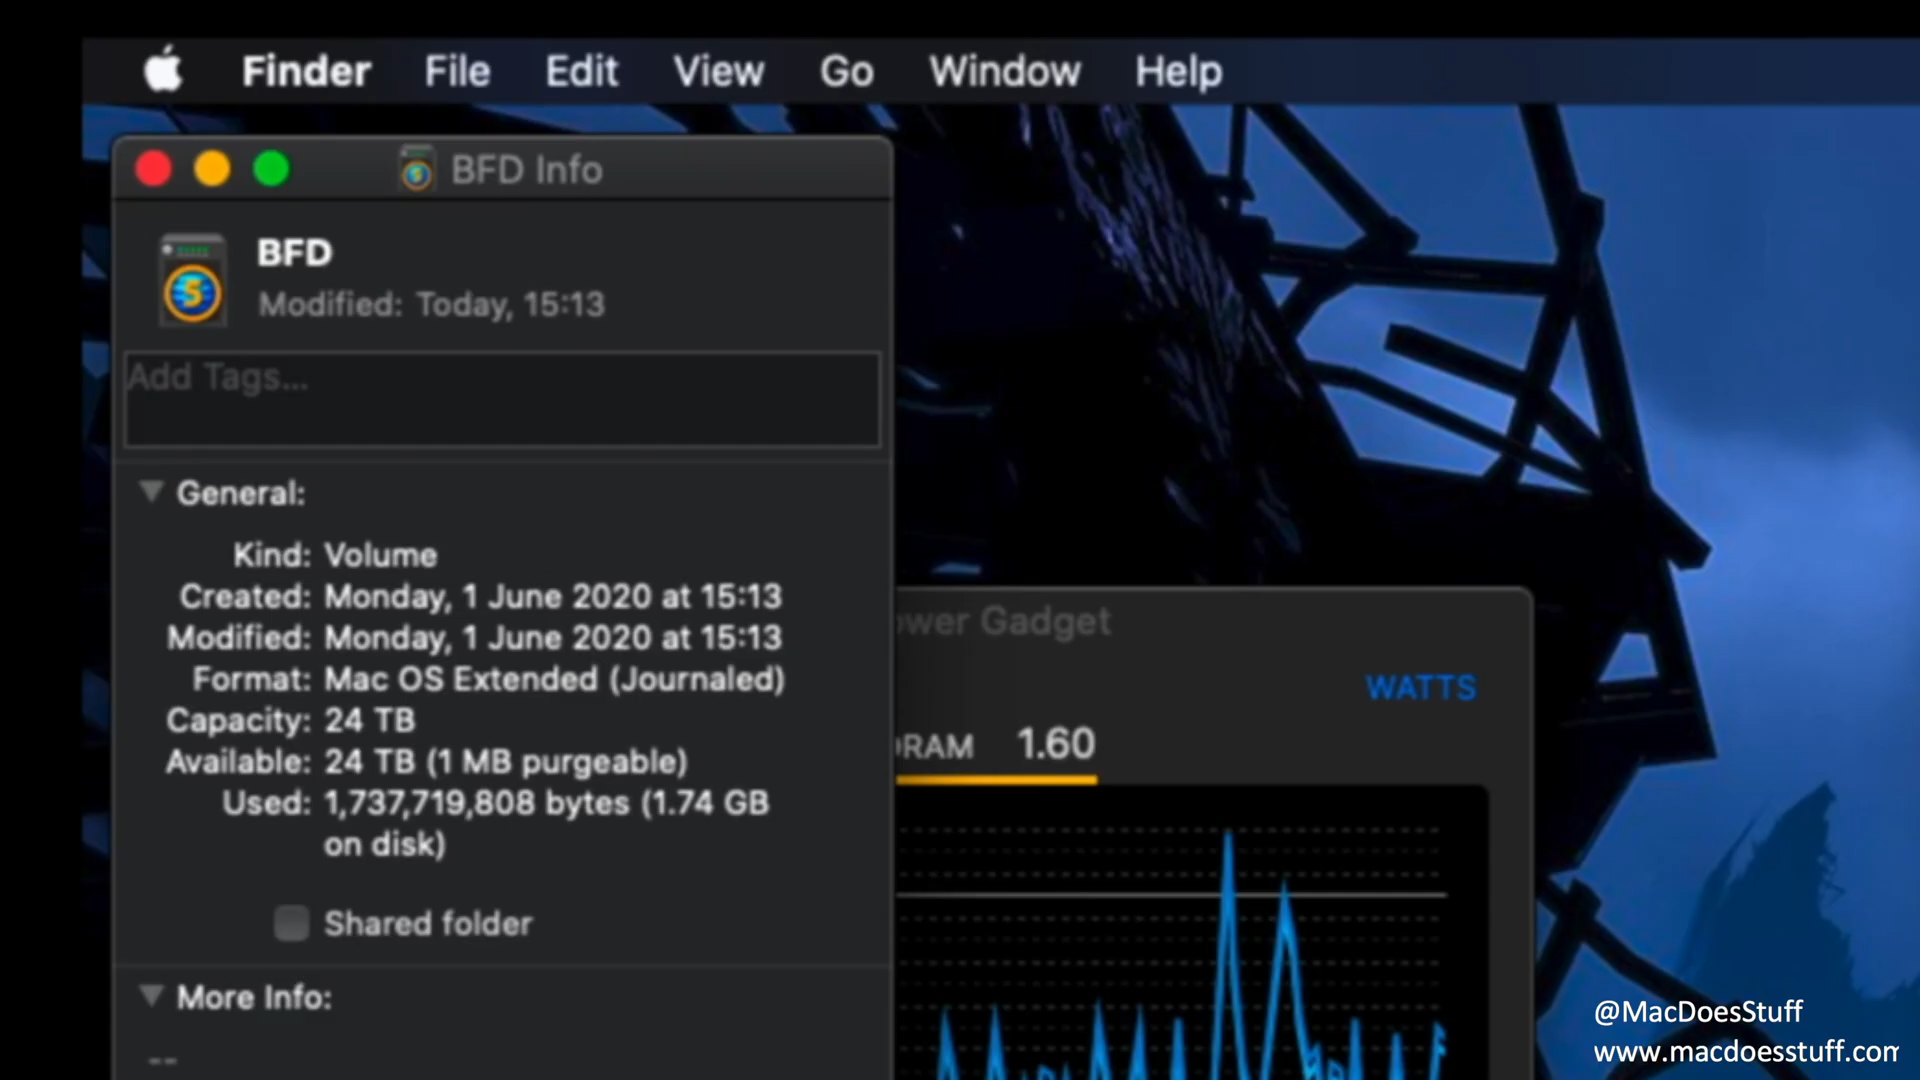 Finder File Edit View Go Window Help
BFD Info
BFD
Modified: Today, 15:13
Add Tags...
General:
Kind: Volume
Created: Monday, 1 June 2020 at 15:13
Modified: Monday, 1 June 2020 at 15:13
Format: Mac OS Extended (Journaled)
Capacity: 24 TB
Available: 24 TB (1 MB purgeable)
Used: 1,737,719,808 bytes (1.74 GB
on disk)
Shared folder
More Info:
--
ower Gadget
WATTS
DRAM 1.60
@MacDoesStuff
www.macdoesstuff.com